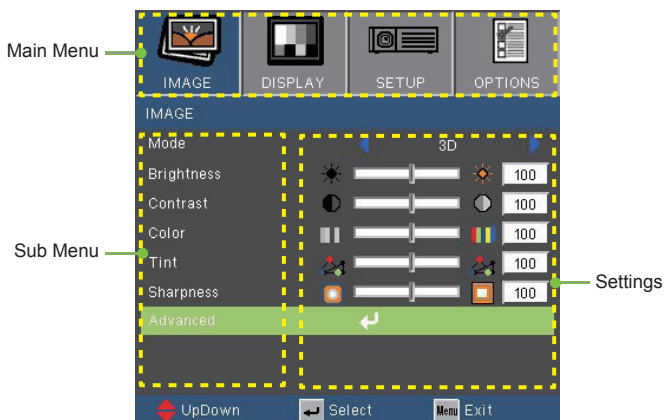 Main Menu
IMAGE DISPLAY SETUP OPTIONS
IMAGE
Mode 3D
Brightness 100
Contrast 100
Color 100
Sub Menu
Tint 100
Settings
Sharpness 100
Advanced
UpDown Select Menu Exit